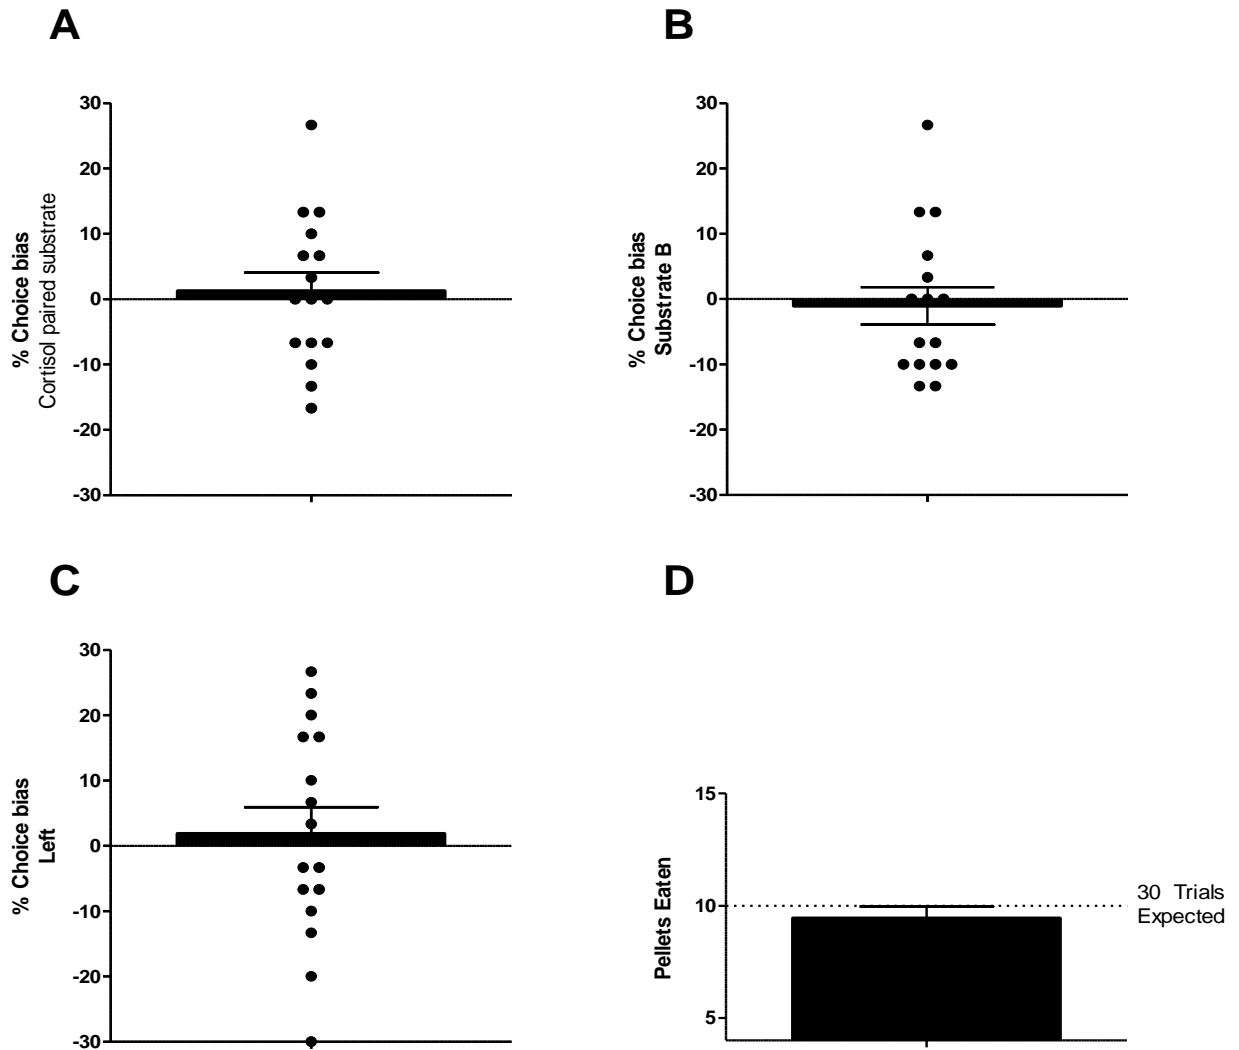 A
30
20
10
0
-10
-20
-30
% Choice bias
Cortisol paired substrate
B
30
20
10
0
-10
-20
-30
% Choice bias
Substrate B
C
30
20
10
0
-10
-20
-30
% Choice bias
Left
D
15
10
5
Pellets Eaten
30 Trials
Expected